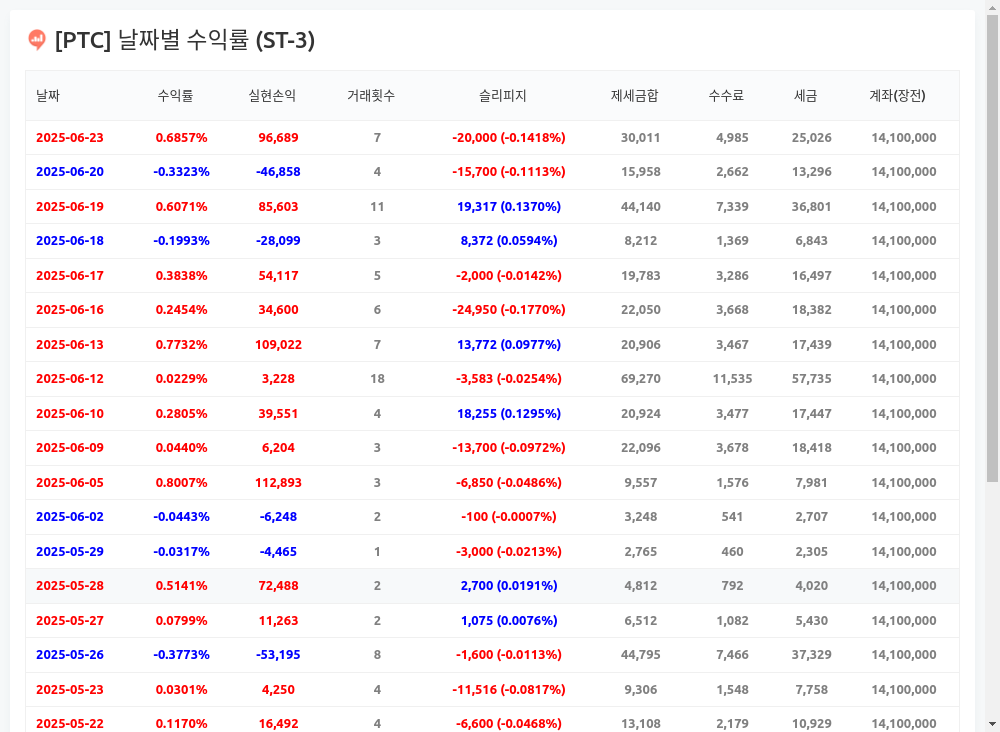 [PTC] 날짜별 수익률 (ST-3)
날짜 수익률 실현손익 거래횟수 슬리피지 제세금합 수수료 세금 계좌(장전)
2025-06-23 0.6857% 96,689 7 -20,000 (-0.1418%) 30,011 4,985 25,026 14,100,000
2025-06-20 -0.3323% -46,858 4 -15,700 (-0.1113%) 15,958 2,662 13,296 14,100,000
2025-06-19 0.6071% 85,603 11 19,317 (0.1370%) 44,140 7,339 36,801 14,100,000
2025-06-18 -0.1993% -28,099 3 8,372 (0.0594%) 8,212 1,369 6,843 14,100,000
2025-06-17 0.3838% 54,117 5 -2,000 (-0.0142%) 19,783 3,286 16,497 14,100,000
2025-06-16 0.2454% 34,600 6 -24,950 (-0.1770%) 22,050 3,668 18,382 14,100,000
2025-06-13 0.7732% 109,022 7 13,772 (0.0977%) 20,906 3,467 17,439 14,100,000
2025-06-12 0.0229% 3,228 18 -3,583 (-0.0254%) 69,270 11,535 57,735 14,100,000
2025-06-10 0.2805% 39,551 4 18,255 (0.1295%) 20,924 3,477 17,447 14,100,000
2025-06-09 0.0440% 6,204 3 -13,700 (-0.0972%) 22,096 3,678 18,418 14,100,000
2025-06-05 0.8007% 112,893 3 -6,850 (-0.0486%) 9,557 1,576 7,981 14,100,000
2025-06-02 -0.0443% -6,248 2 -100 (-0.0007%) 3,248 541 2,707 14,100,000
2025-05-29 -0.0317% -4,465 1 -3,000 (-0.0213%) 2,765 460 2,305 14,100,000
2025-05-28 0.5141% 72,488 2 2,700 (0.0191%) 4,812 792 4,020 14,100,000
2025-05-27 0.0799% 11,263 2 1,075 (0.0076%) 6,512 1,082 5,430 14,100,000
2025-05-26 -0.3773% -53,195 8 -1,600 (-0.0113%) 44,795 7,466 37,329 14,100,000
2025-05-23 0.0301% 4,250 4 -11,516 (-0.0817%) 9,306 1,548 7,758 14,100,000
2025-05-22 0.1170% 16,492 4 -6,600 (-0.0468%) 13,108 2,179 10,929 14,100,000